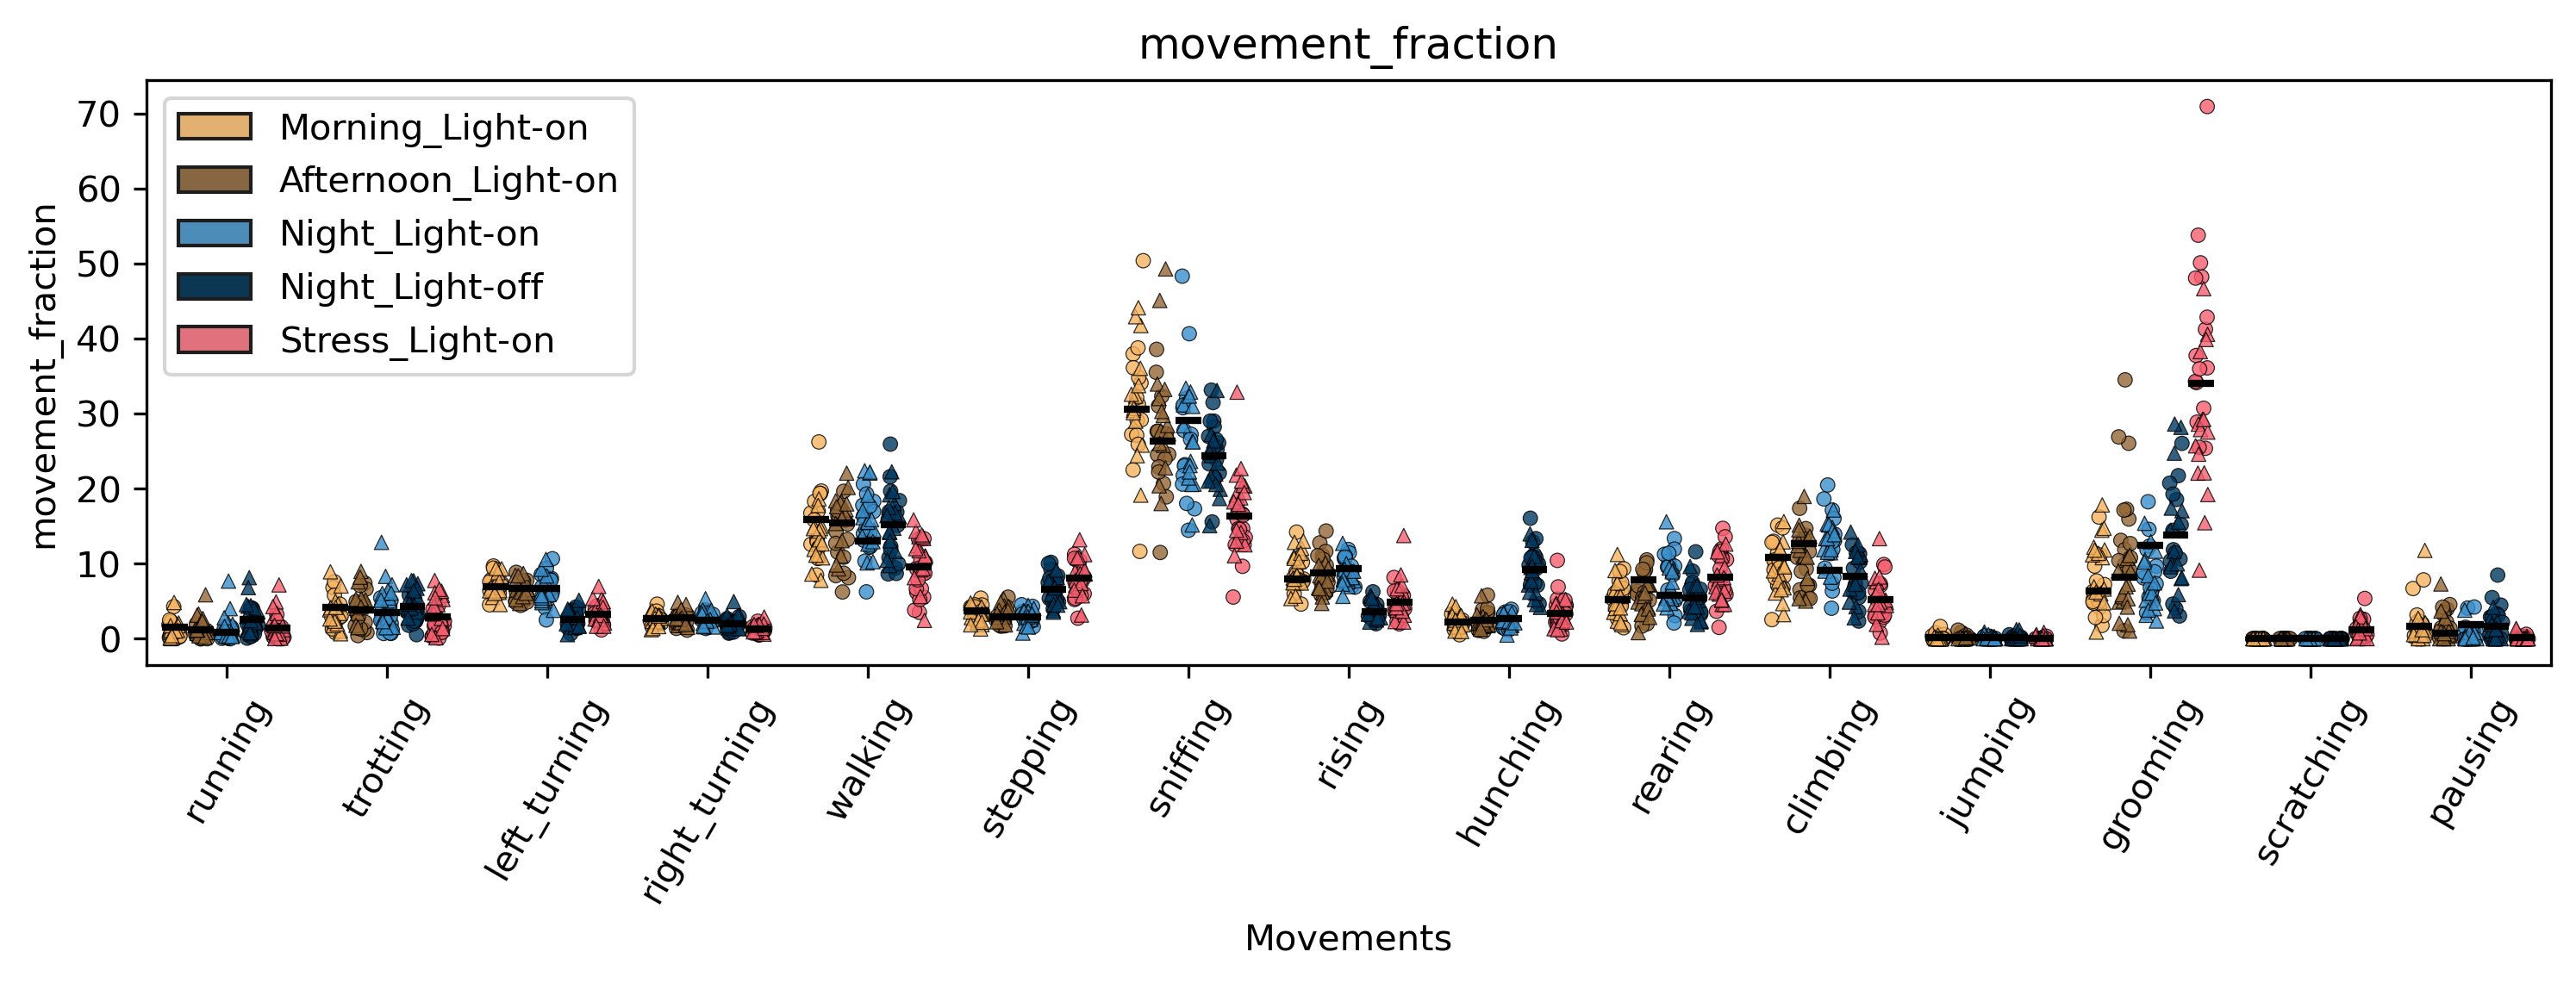 movement_fraction
movement_fraction
70
60
50
40
30
20
10
0
Morning_Light-on
Afternoon_Light-on
Night_Light-on
Night_Light-off
Stress_Light-on
running
trotting
left_turning
right_turning
walking
stepping
sniffing
rising
hunching
rearing
climbing
jumping
grooming
scratching
pausing
Movements